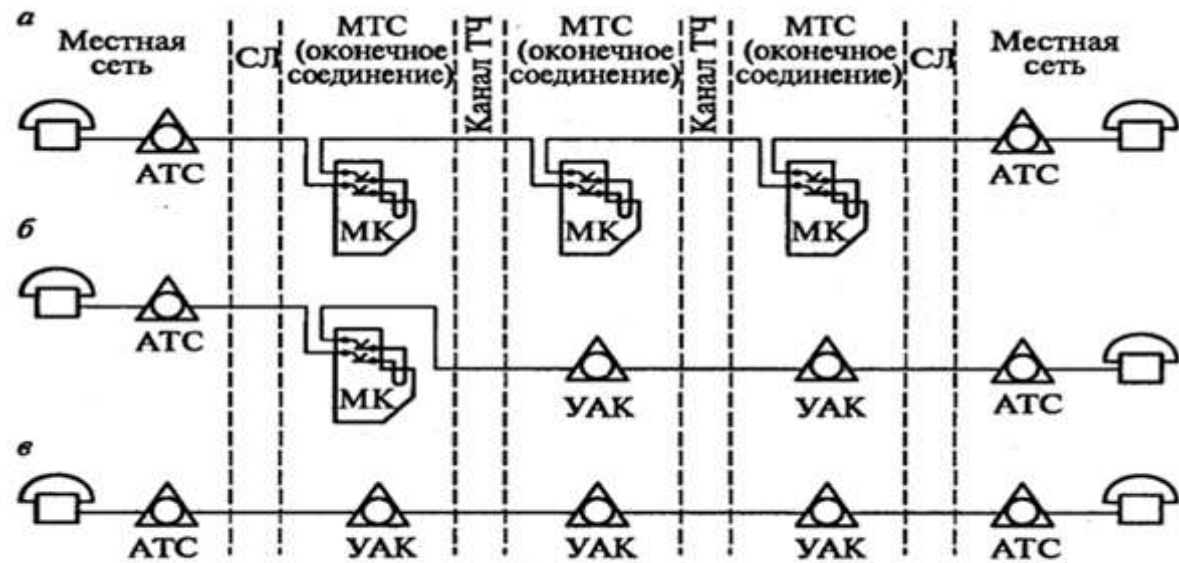 а
Местная
сеть
СЛ
МТС
(оконечное
соединение)
Канал ТЧ
МТС
(оконечное
соединение)
Канал ТЧ
МТС
(оконечное
соединение)
СЛ
Местная
сеть
АТС
МК
МК
МК
АТС
б
АТС
МК
УАК
УАК
АТС
в
АТС
УАК
УАК
УАК
АТС